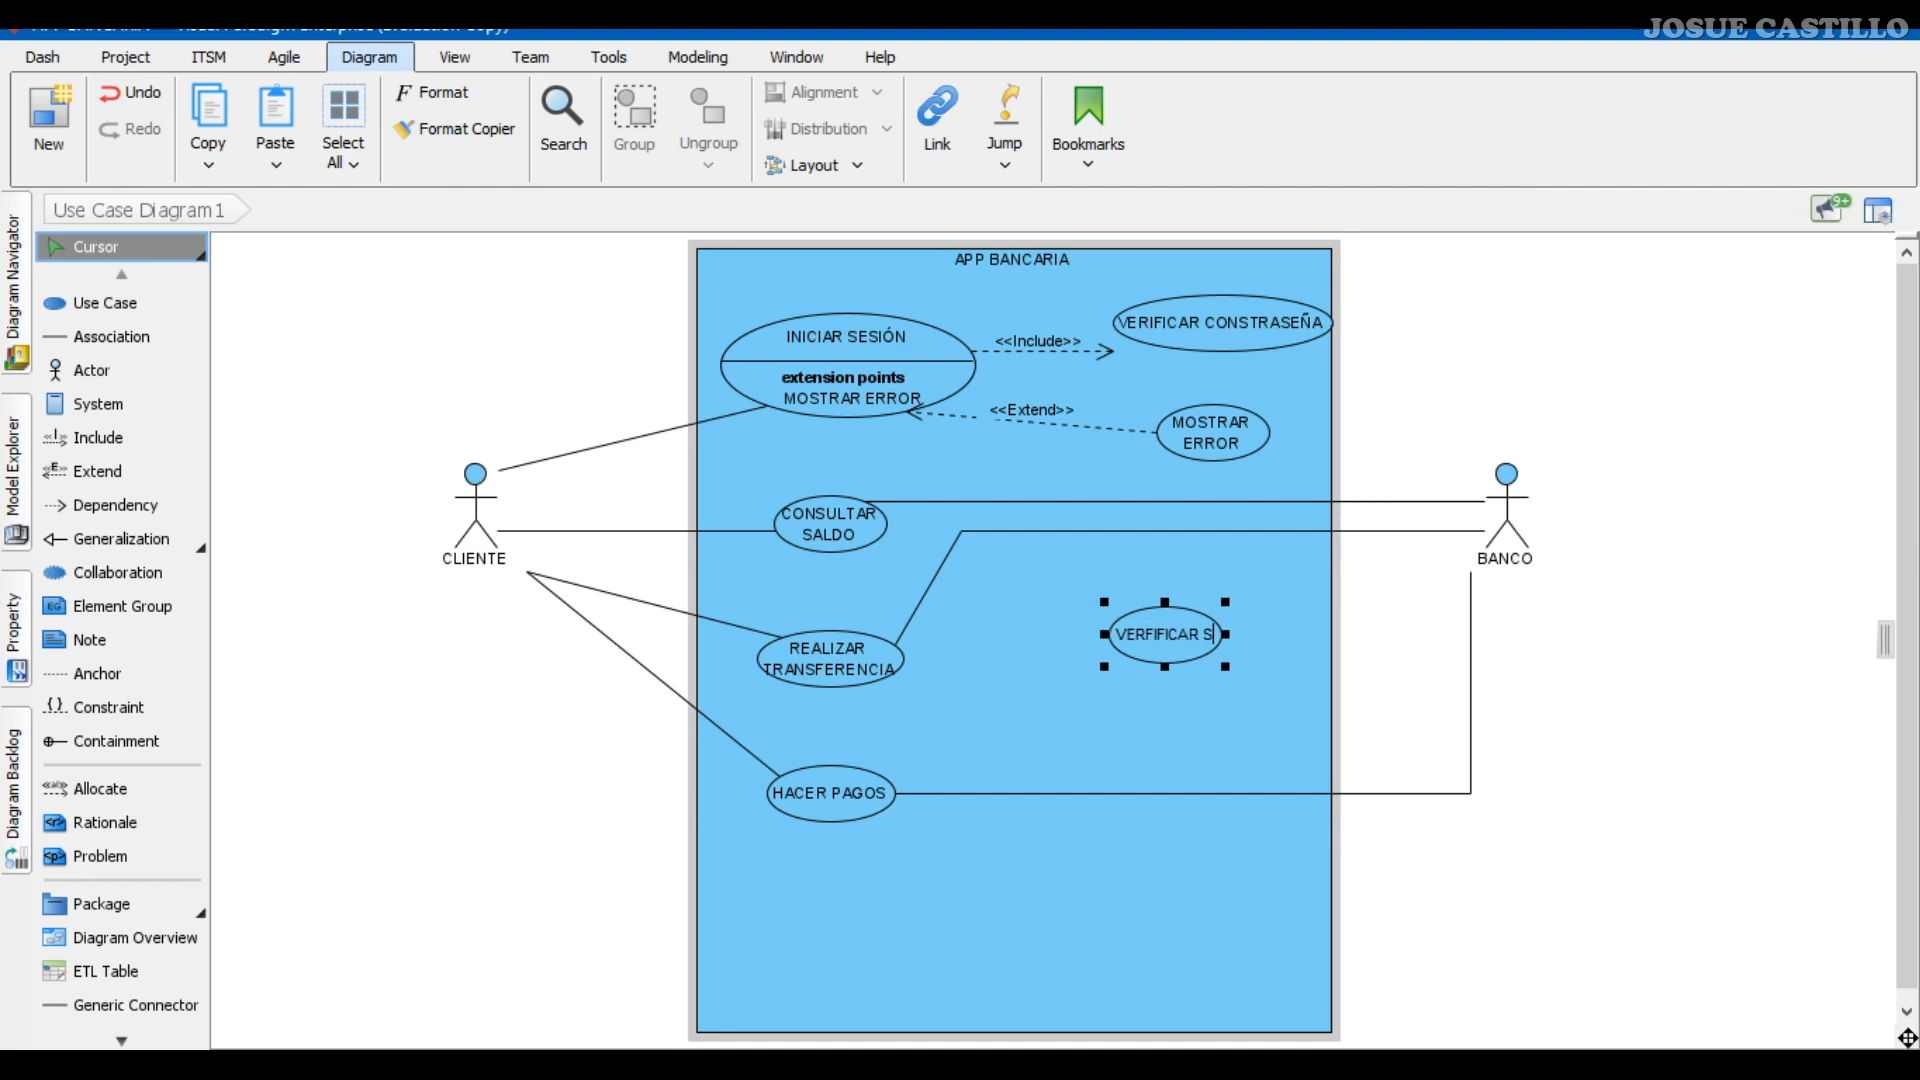 JOSUE CASTILLO
Dash
Project
ITSM
Agile
Diagram
View
Team
Tools
Modeling
Window
Help
New
Undo
Redo
Copy
Paste
Select
All
Format
Format Copier
Search
Group
Ungroup
Alignment
Distribution
Layout
Link
Jump
Bookmarks
Use Case Diagram1
9+
Diagram Navigator
Model Explorer
Property
Diagram Backlog
Cursor
Use Case
Association
Actor
System
Include
Extend
Dependency
Generalization
Collaboration
EG
Element Group
Note
Anchor
Constraint
Containment
Allocate
Rationale
Problem
Package
Diagram Overview
ETL Table
Generic Connector
APP BANCARIA
INICIAR SESIÓN
extension points
MOSTRAR ERROR
<<Include>>
VERIFICAR CONSTRASEÑA
<<Extend>>
MOSTRAR
ERROR
CLIENTE
CONSULTAR
SALDO
BANCO
REALIZAR
TRANSFERENCIA
VERFIFICAR S
HACER PAGOS